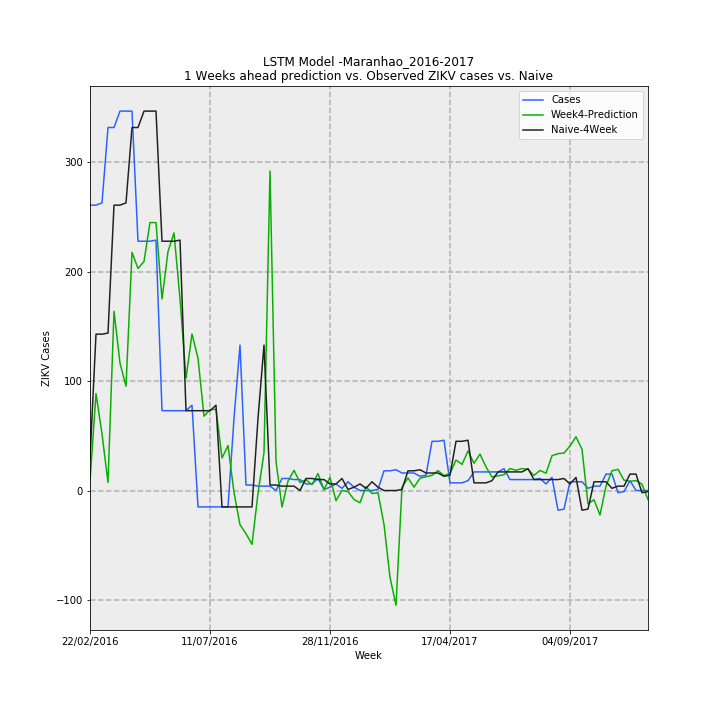 LSTM Model -Maranhao_2016-2017
1 Weeks ahead prediction vs. Observed ZIKV cases vs. Naive
Cases
Week4-Prediction
Naive-4Week
300
200
100
0
−100
ZIKV Cases
22/02/2016
11/07/2016
28/11/2016
17/04/2017
04/09/2017
Week